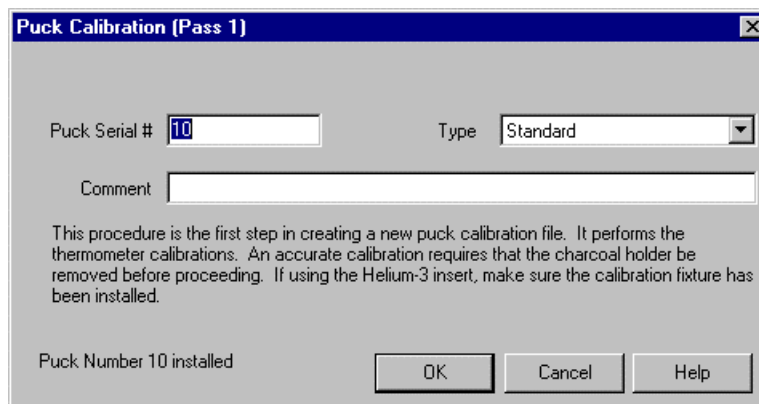 Puck Calibration (Pass 1)
Puck Serial # 10 Type Standard
Comment
This procedure is the first step in creating a new puck calibration file. It performs the
thermometer calibrations. An accurate calibration requires that the charcoal holder be
removed before proceeding. If using the Helium-3 insert, make sure the calibration fixture has
been installed.
Puck Number 10 installed OK Cancel Help